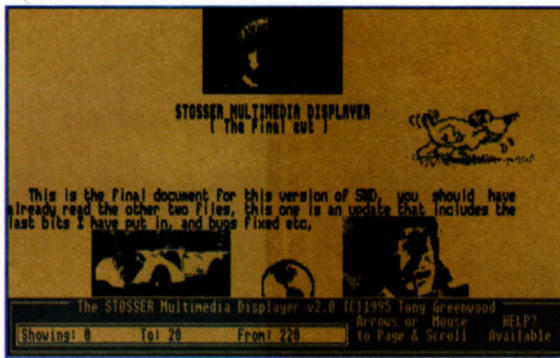 STOSSER MULTIMEDIA DISPLAYER
( The Final cut )
This is the final document for this version of SMD, you should have
already read the other two files, this one is an update that includes the
last bits I have put in, and bugs fixed etc,
The STOSSER Multimedia Displayer v2.0 (C)1995 Tony Greenwood
Showing: 0 To: 20 From: 220
Arrows or Mouse
to Page & Scroll
HELP?
Available